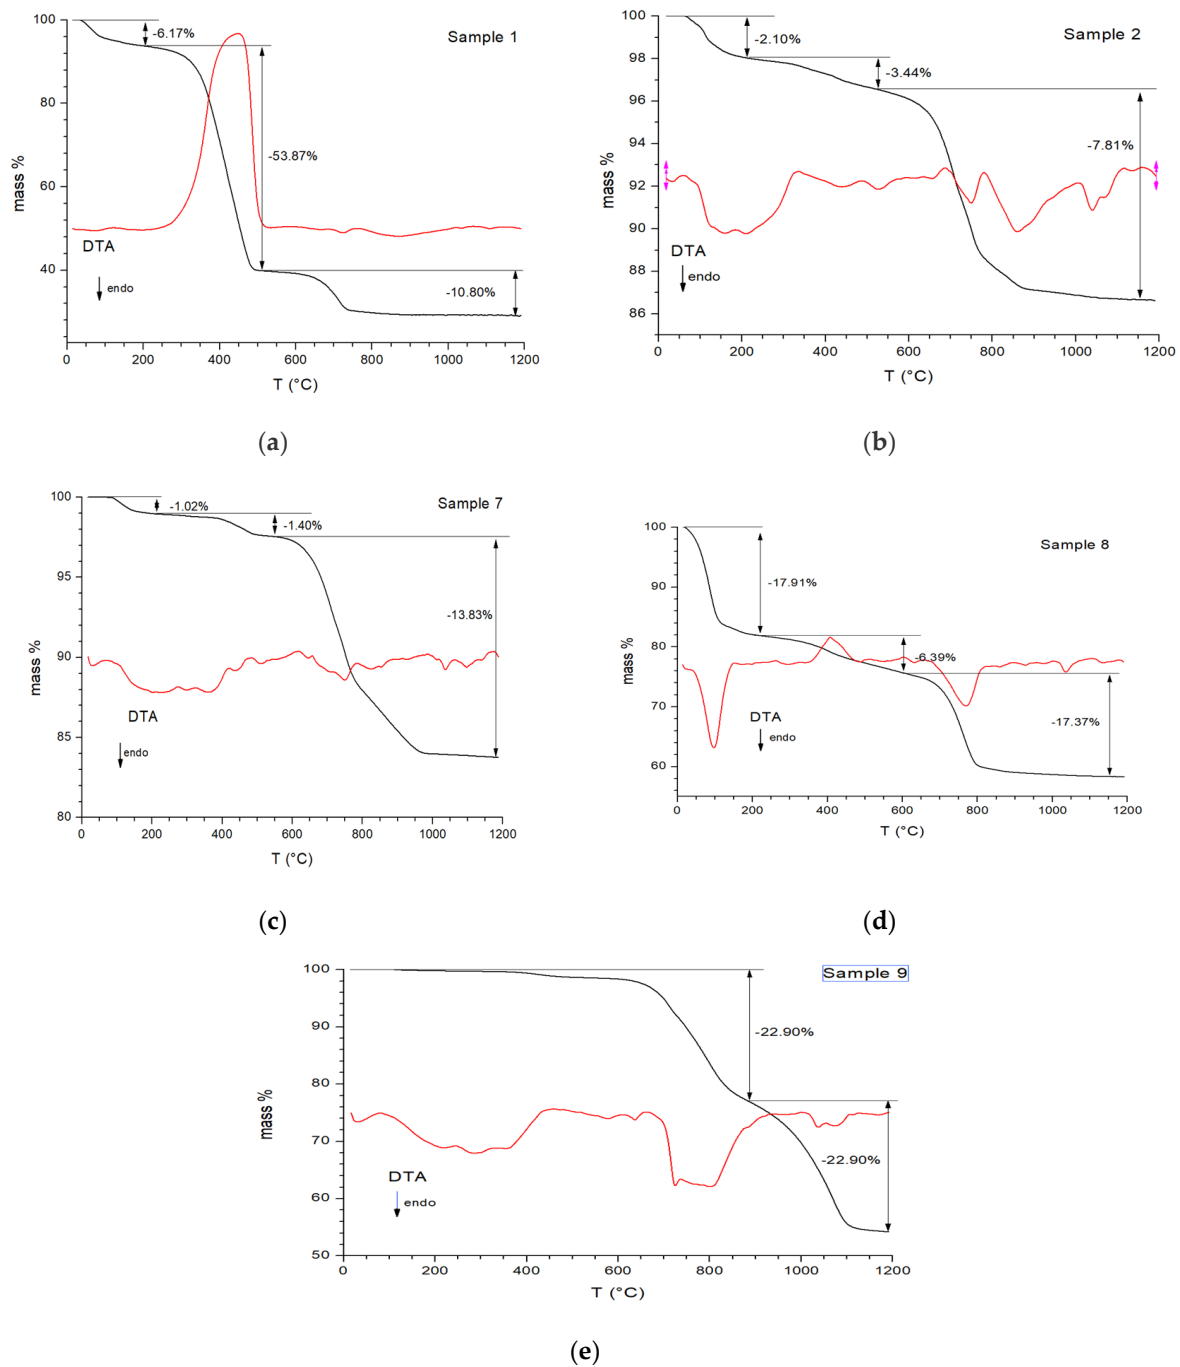 Sample 1
-6.17%
-53.87%
-10.80%
DTA
endo
mass %
100
80
60
40
0
200
400
600
800
1000
1200
T (°C)
(a)
Sample 2
-2.10%
-3.44%
-7.81%
DTA
endo
mass %
100
98
96
94
92
90
88
86
0
200
400
600
800
1000
1200
T (°C)
(b)
Sample 7
-1.02%
-1.40%
-13.83%
DTA
endo
mass %
100
95
90
85
80
0
200
400
600
800
1000
1200
T (°C)
(c)
Sample 8
-17.91%
-6.39%
-17.37%
DTA
endo
mass %
100
90
80
70
60
0
200
400
600
800
1000
1200
T (°C)
(d)
Sample 9
-22.90%
-22.90%
DTA
endo
mass %
100
90
80
70
60
50
0
200
400
600
800
1000
1200
T (°C)
(e)